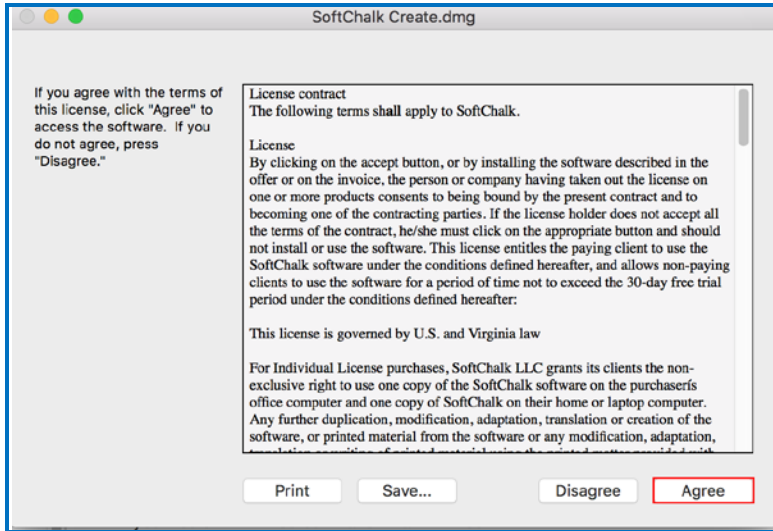 SoftChalk Create.dmg
If you agree with the terms of
this license, click "Agree" to
access the software. If you
do not agree, press
"Disagree."
License contract
The following terms shall apply to SoftChalk.
License
By clicking on the accept button, or by installing the software described in the
offer or on the invoice, the person or company having taken out the license on
one or more products consents to being bound by the present contract and to
becoming one of the contracting parties. If the license holder does not accept all
the terms of the contract, he/she must click on the appropriate button and should
not install or use the software. This license entitles the paying client to use the
SoftChalk software under the conditions defined hereafter, and allows non-paying
clients to use the software for a period of time not to exceed the 30-day free trial
period under the conditions defined hereafter:
This license is governed by U.S. and Virginia law
For Individual License purchases, SoftChalk LLC grants its clients the non-
exclusive right to use one copy of the SoftChalk software on the purchaserís
office computer and one copy of SoftChalk on their home or laptop computer.
Any further duplication, modification, adaptation, translation or creation of the
software, or printed material from the software or any modification, adaptation,
Print Save... Disagree Agree